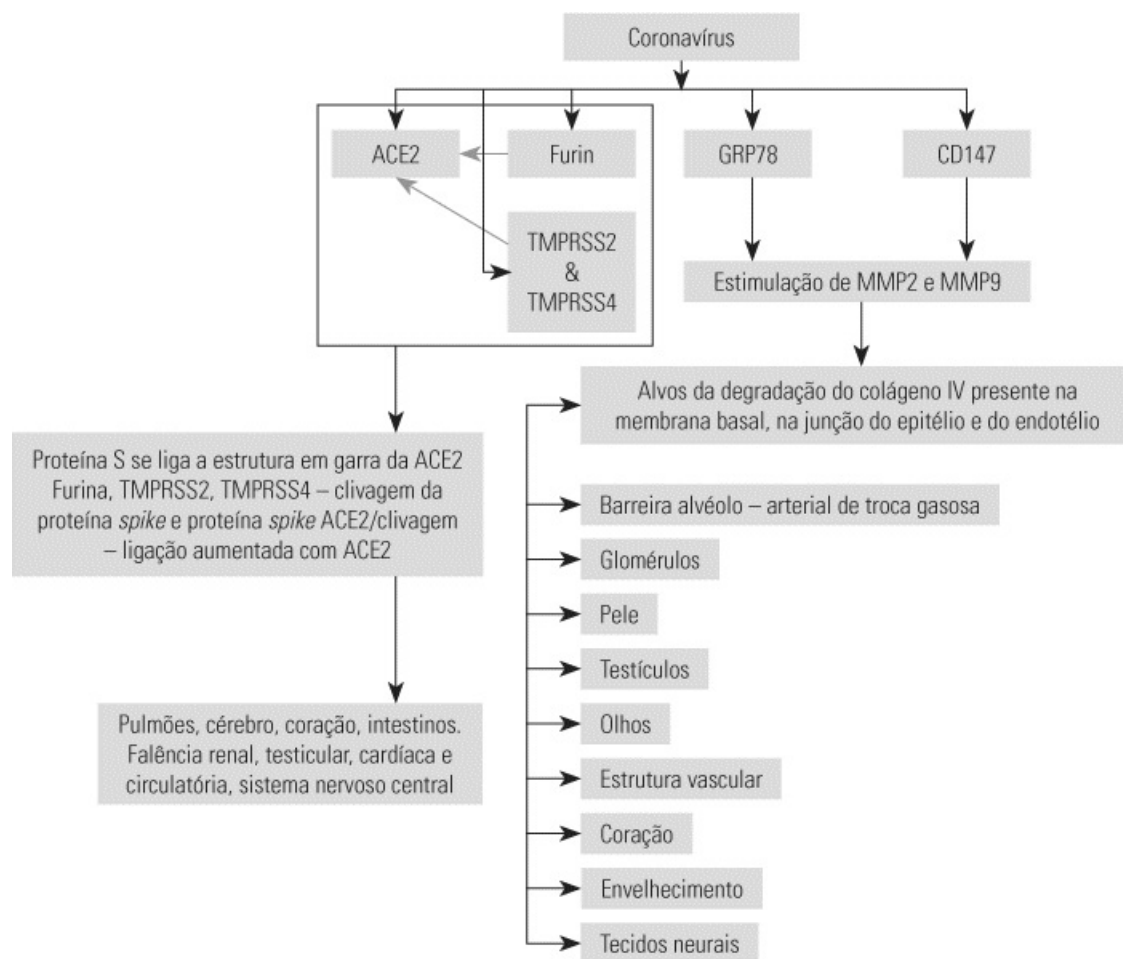 Coronavírus
ACE2
Furin
GRP78
CD147
TMPRSS2
&
TMPRSS4
Estimulação de MMP2 e MMP9
Alvos da degradação do colágeno IV presente na
membrana basal, na junção do epitélio e do endotélio
Proteína S se liga a estrutura em garra da ACE2
Furina, TMPRSS2, TMPRSS4 – clivagem da
proteína spike e proteína spike ACE2/clivagem
– ligação aumentada com ACE2
Barreira alvéolo – arterial de troca gasosa
Glomérulos
Pele
Testículos
Olhos
Estrutura vascular
Coração
Envelhecimento
Tecidos neurais
Pulmões, cérebro, coração, intestinos.
Falência renal, testicular, cardíaca e
circulatória, sistema nervoso central